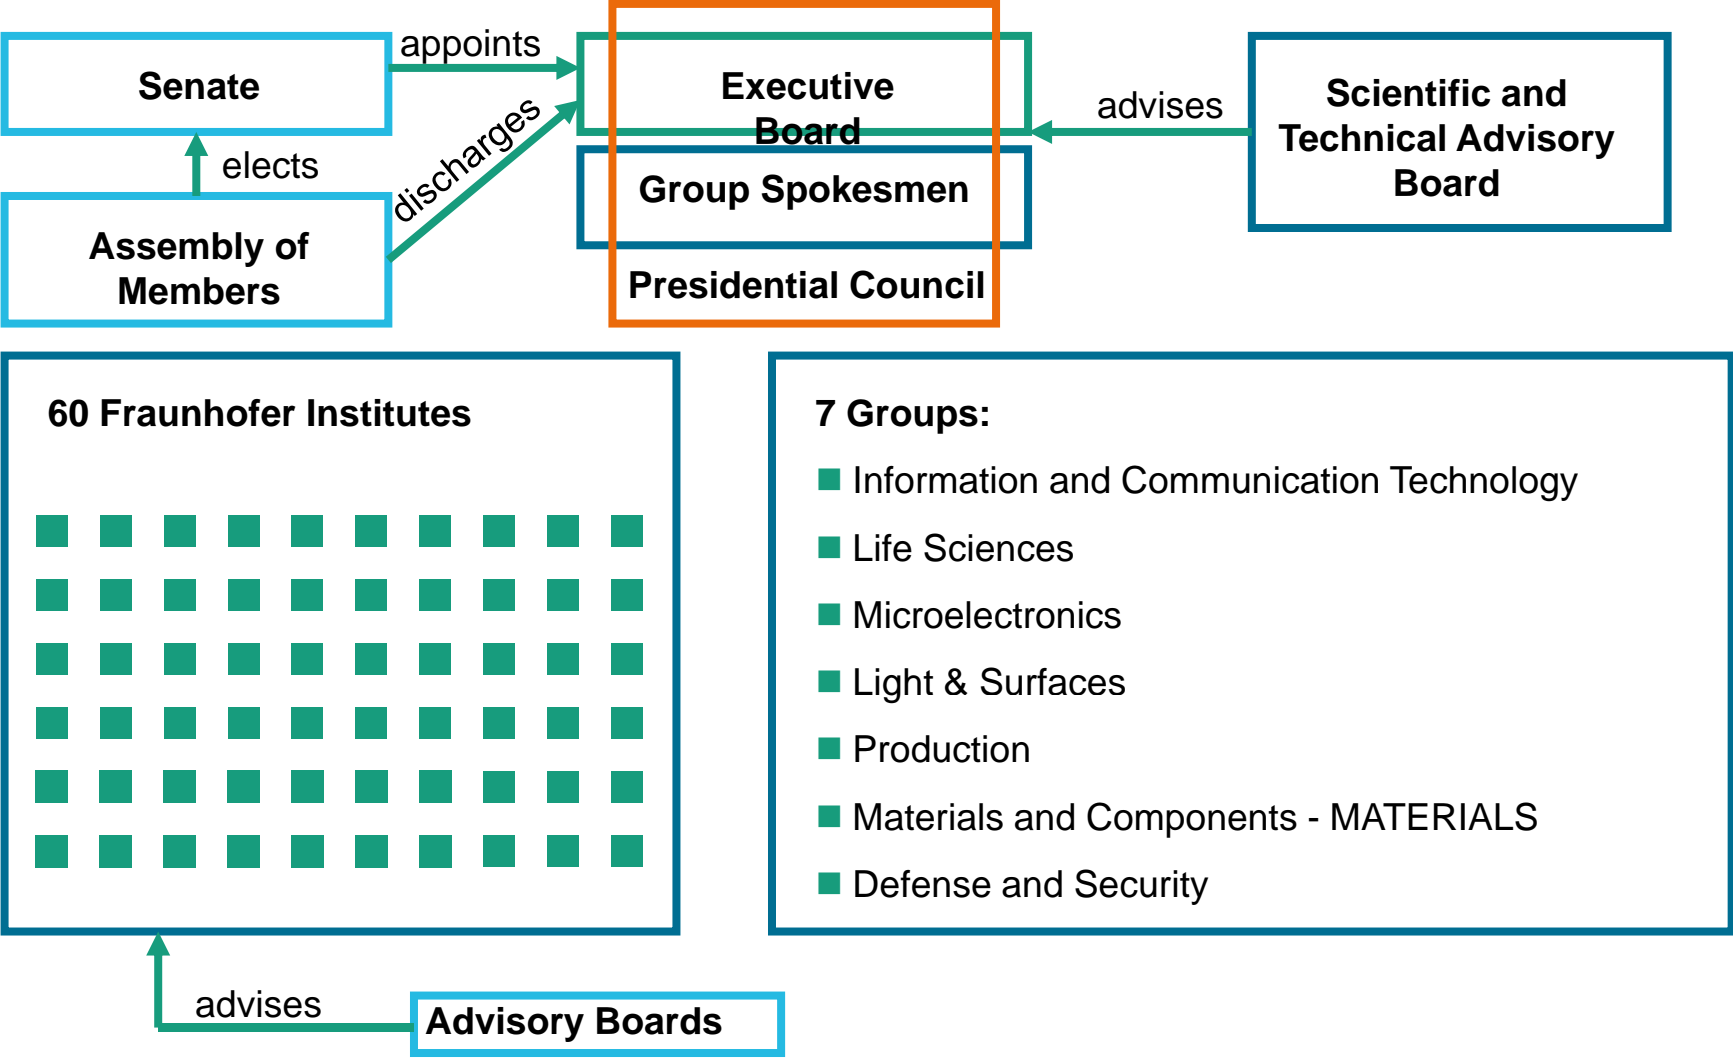 appoints
Senate
Executive
Board
advises
Scientific and
Technical Advisory
Board
elects
discharges
Group Spokesmen
Assembly of
Members
Presidential Council
60 Fraunhofer Institutes
7 Groups:
Information and Communication Technology
Life Sciences
Microelectronics
Light & Surfaces
Production
Materials and Components - MATERIALS
Defense and Security
advises
Advisory Boards